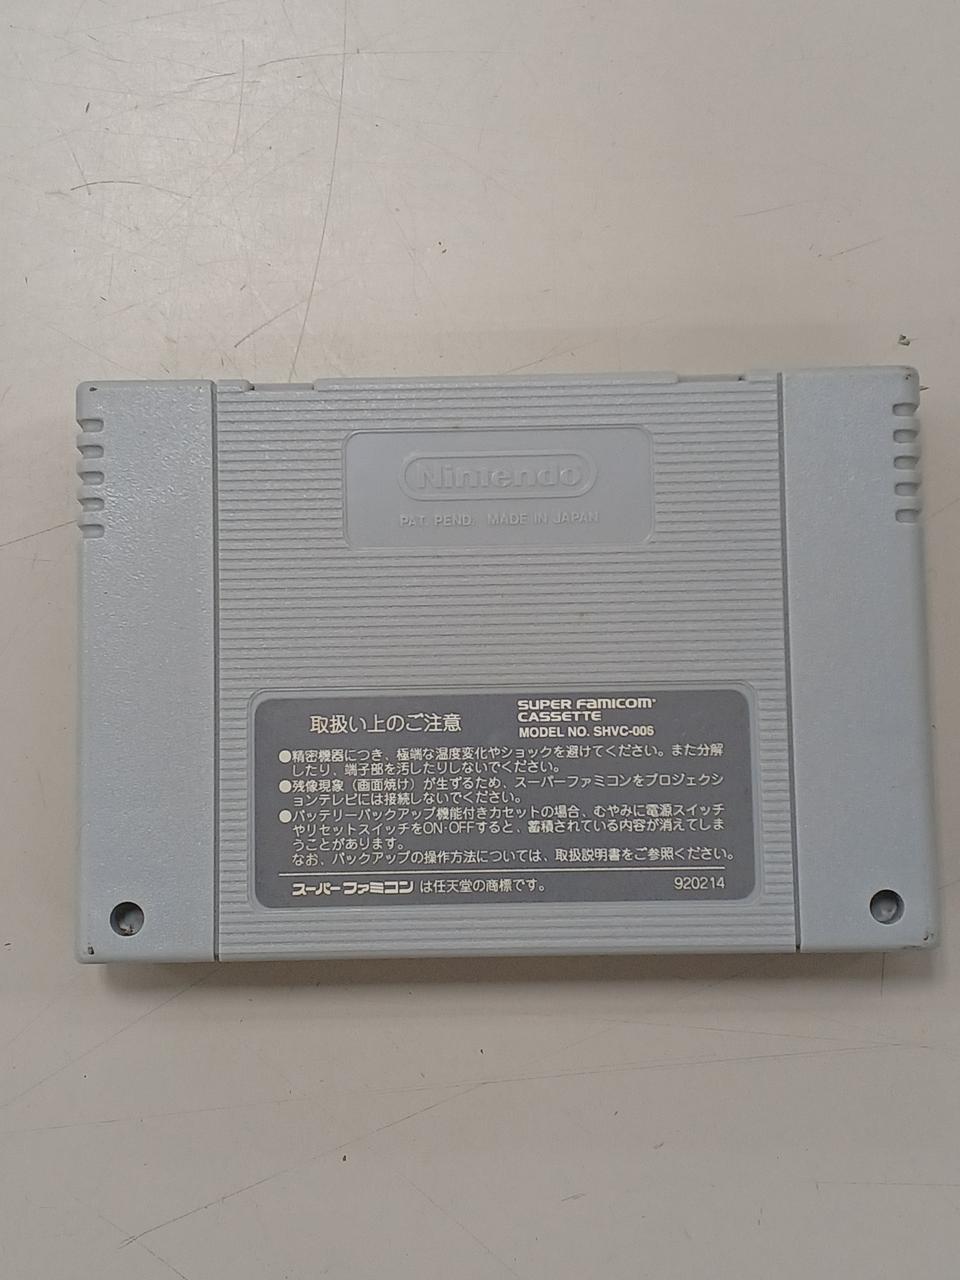 Nintendo
PAT. PEND. MADE IN JAPAN
取扱い上のご注意
SUPER FAMICOM
CASSETTE
MODEL NO. SHVC-006
●精密機器につき、極端な温度変化やショックを避けてください。また分解
したり、端子部を汚したりしないでください。
●残像現象（画面焼け）が生ずるため、スーパーファミコンをプロジェクシ
ョンテレビには接続しないでください。
●バッテリーバックアップ機能付きカセットの場合、むやみに電源スイッチ
やリセットスイッチをON・OFFすると、蓄積されている内容が消えてしま
うことがあります。
なお、バックアップの操作方法については、取扱説明書をご参照ください。
スーパーファミコンは任天堂の商標です。
920214